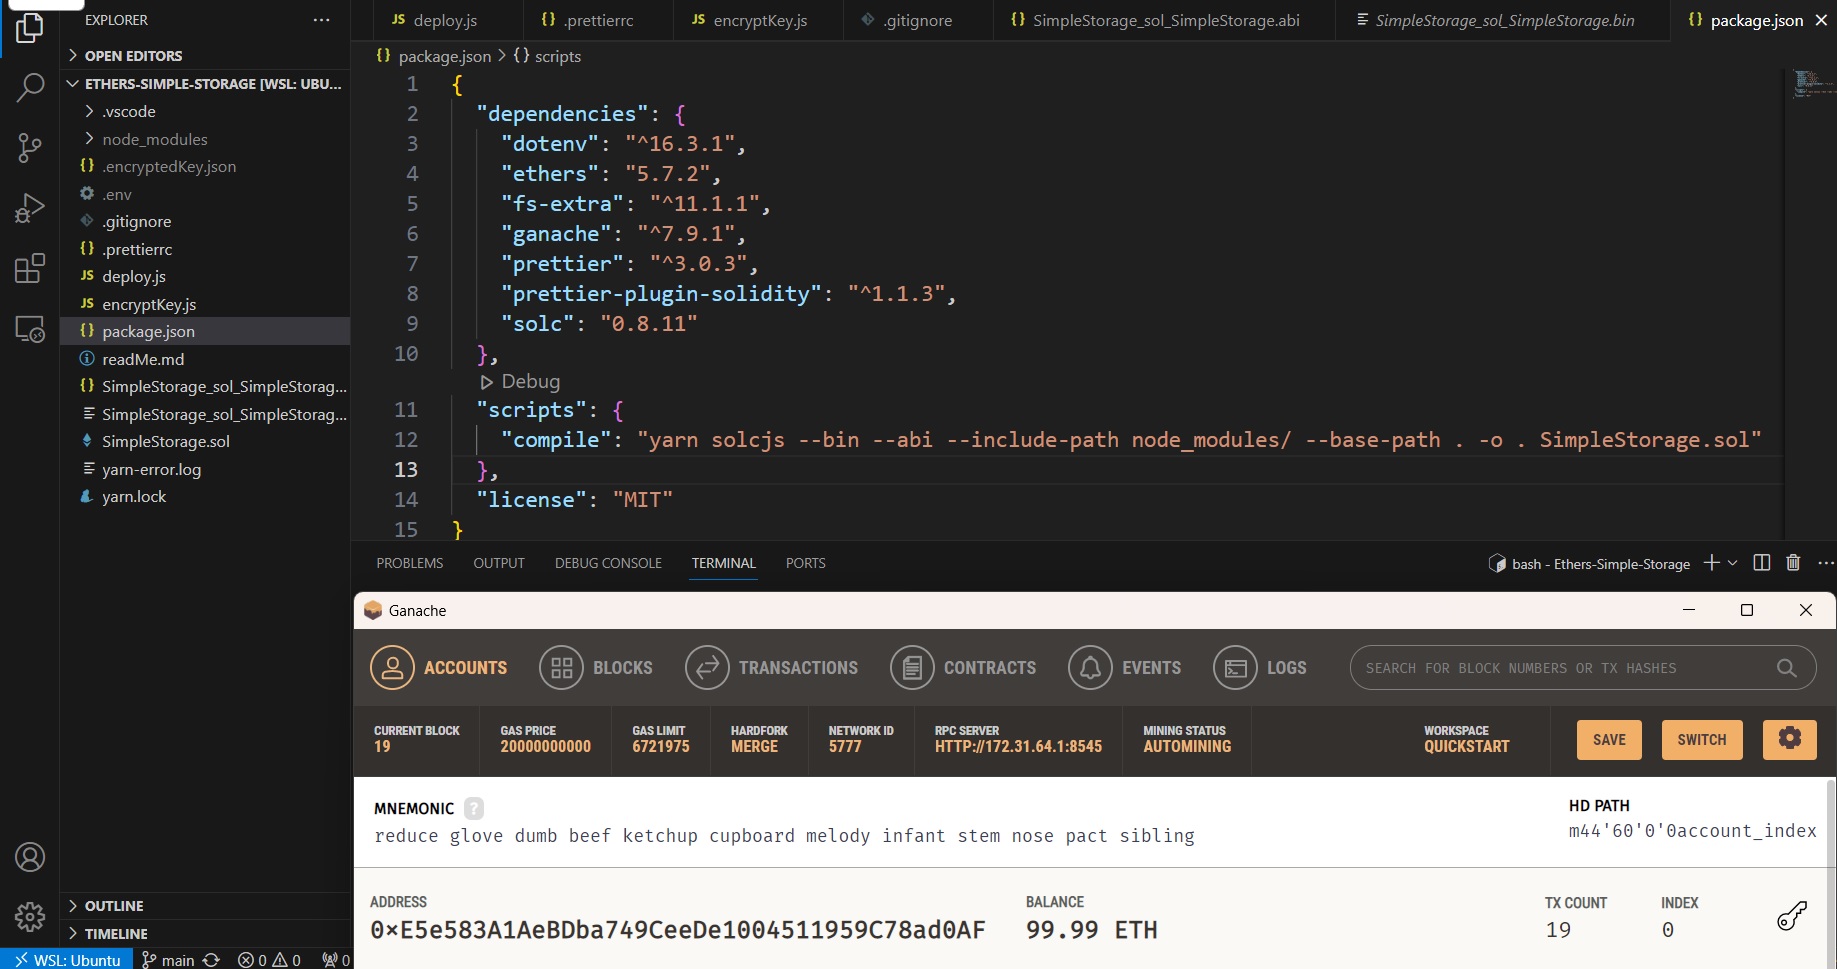 EXPLORER
OPEN EDITORS
ETHERS-SIMPLE-STORAGE [WSL: UBU...
.vscode
node_modules
.encryptedKey.json
.env
.gitignore
.prettierrc
deploy.js
encryptKey.js
package.json
readMe.md
SimpleStorage_sol_SimpleStorag...
SimpleStorage_sol_SimpleStorag...
SimpleStorage.sol
yarn-error.log
yarn.lock
OUTLINE
TIMELINE
WSL: Ubuntu main 0 0 0
JS deploy.js {} .prettierrc JS encryptKey.js .gitignore {} SimpleStorage_sol_SimpleStorage.abi SimpleStorage_sol_SimpleStorage.bin {} package.json
{} package.json > {} scripts
1 {
2 "dependencies": {
3 "dotenv": "^16.3.1",
4 "ethers": "5.7.2",
5 "fs-extra": "^11.1.1",
6 "ganache": "^7.9.1",
7 "prettier": "^3.0.3",
8 "prettier-plugin-solidity": "^1.1.3",
9 "solc": "0.8.11"
10 },
Debug
11 "scripts": {
12 "compile": "yarn solcjs --bin --abi --include-path node_modules/ --base-path . -o . SimpleStorage.sol"
13 },
14 "license": "MIT"
15 }
PROBLEMS OUTPUT DEBUG CONSOLE TERMINAL PORTS bash - Ethers-Simple-Storage
Ganache
ACCOUNTS BLOCKS TRANSACTIONS CONTRACTS EVENTS LOGS SEARCH FOR BLOCK NUMBERS OR TX HASHES
CURRENT BLOCK GAS PRICE GAS LIMIT HARDFORK NETWORK ID RPC SERVER MINING STATUS WORKSPACE
19 20000000000 6721975 MERGE 5777 HTTP://172.31.64.1:8545 AUTOMINING QUICKSTART
SAVE SWITCH
MNEMONIC ? HD PATH
reduce glove dumb beef ketchup cupboard melody infant stem nose pact sibling m44'60'0'0account_index
ADDRESS BALANCE TX COUNT INDEX
0×E5e583A1AeBDba749CeeDe1004511959C78ad0AF 99.99 ETH 19 0